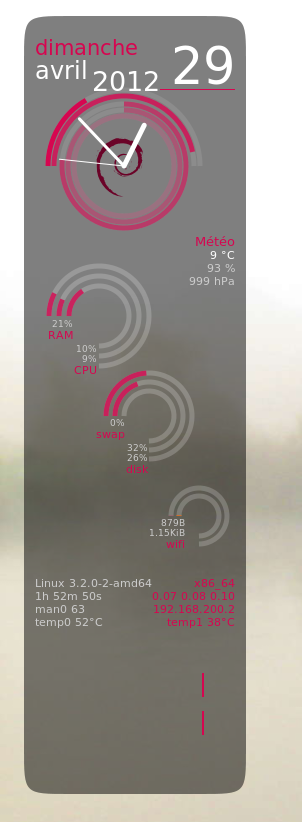 dimanche
29
avril 2012
Météo
9 °C
93 %
999 hPa
21%
RAM
10%
9%
CPU
0%
swap
32%
26%
disk
879B
1.15KiB
wifi
Linux 3.2.0-2-amd64 x86_64
1h 52m 50s 0.07 0.08 0.10
man0 63 192.168.200.2
temp0 52°C temp1 38°C